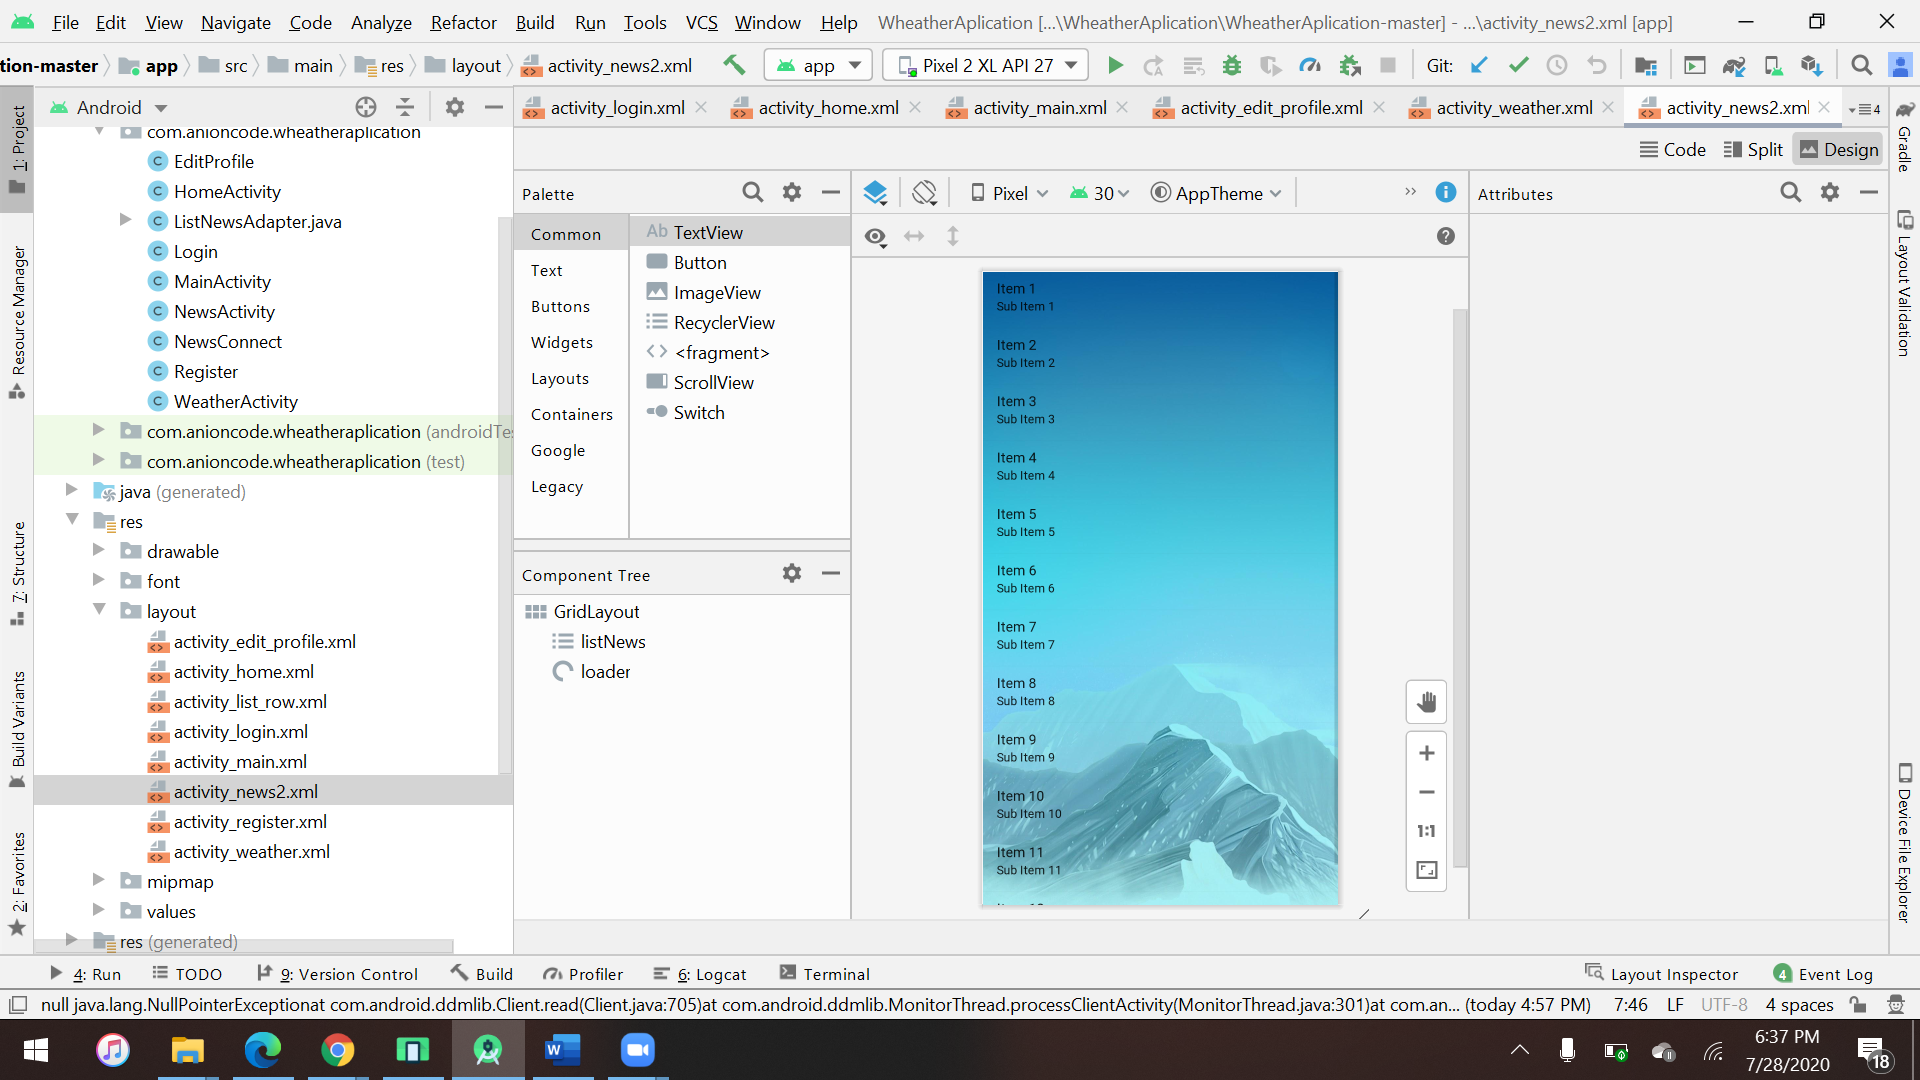 File Edit View Navigate Code Analyze Refactor Build Run Tools VCS Window Help WheatherAplication [...\WheatherAplication\WheatherAplication-master] - ...\activity_news2.xml [app]
tion-master app src main res layout activity_news2.xml app Pixel 2 XL API 27 Git:
Android
activity_login.xml activity_home.xml activity_main.xml activity_edit_profile.xml activity_weather.xml activity_news2.xml 4
Code Split Design
1: Project
Resource Manager
7: Structure
Build Variants
2: Favorites
com.anioncode.wheatheraplication
EditProfile
HomeActivity
ListNewsAdapter.java
Login
MainActivity
NewsActivity
NewsConnect
Register
WeatherActivity
com.anioncode.wheatheraplication (androidTes
com.anioncode.wheatheraplication (test)
java (generated)
res
drawable
font
layout
activity_edit_profile.xml
activity_home.xml
activity_list_row.xml
activity_login.xml
activity_main.xml
activity_news2.xml
activity_register.xml
activity_weather.xml
mipmap
values
res (generated)
Palette
Common
Text
Buttons
Widgets
Layouts
Containers
Google
Legacy
Ab TextView
Button
ImageView
RecyclerView
<fragment>
ScrollView
Switch
Component Tree
GridLayout
listNews
loader
Pixel 30 AppTheme
Item 1
Sub Item 1
Item 2
Sub Item 2
Item 3
Sub Item 3
Item 4
Sub Item 4
Item 5
Sub Item 5
Item 6
Sub Item 6
Item 7
Sub Item 7
Item 8
Sub Item 8
Item 9
Sub Item 9
Item 10
Sub Item 10
Item 11
Sub Item 11
1:1
Attributes
Gradle
Layout Validation
Device File Explorer
4: Run TODO 9: Version Control Build Profiler 6: Logcat Terminal Layout Inspector 4 Event Log
null java.lang.NullPointerExceptionat com.android.ddmlib.Client.read(Client.java:705)at com.android.ddmlib.MonitorThread.processClientActivity(MonitorThread.java:301)at com.an... (today 4:57 PM) 7:46 LF UTF-8 4 spaces
6:37 PM
7/28/2020
18